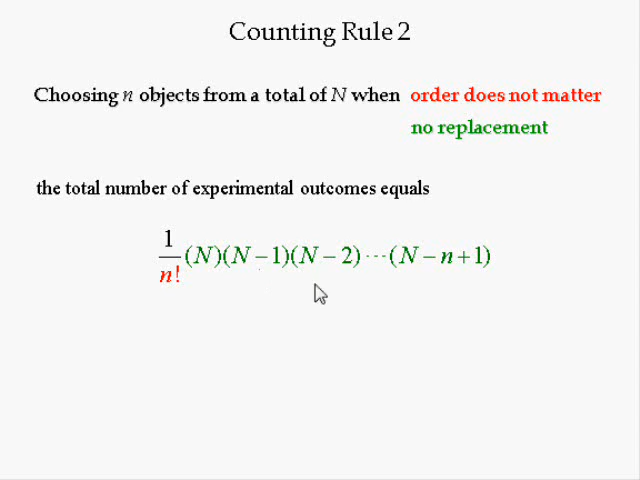 Counting Rule 2
Choosing n objects from a total of N when order does not matter
no replacement
the total number of experimental outcomes equals
1/n! (N)(N − 1)(N − 2) ⋯ (N − n + 1)